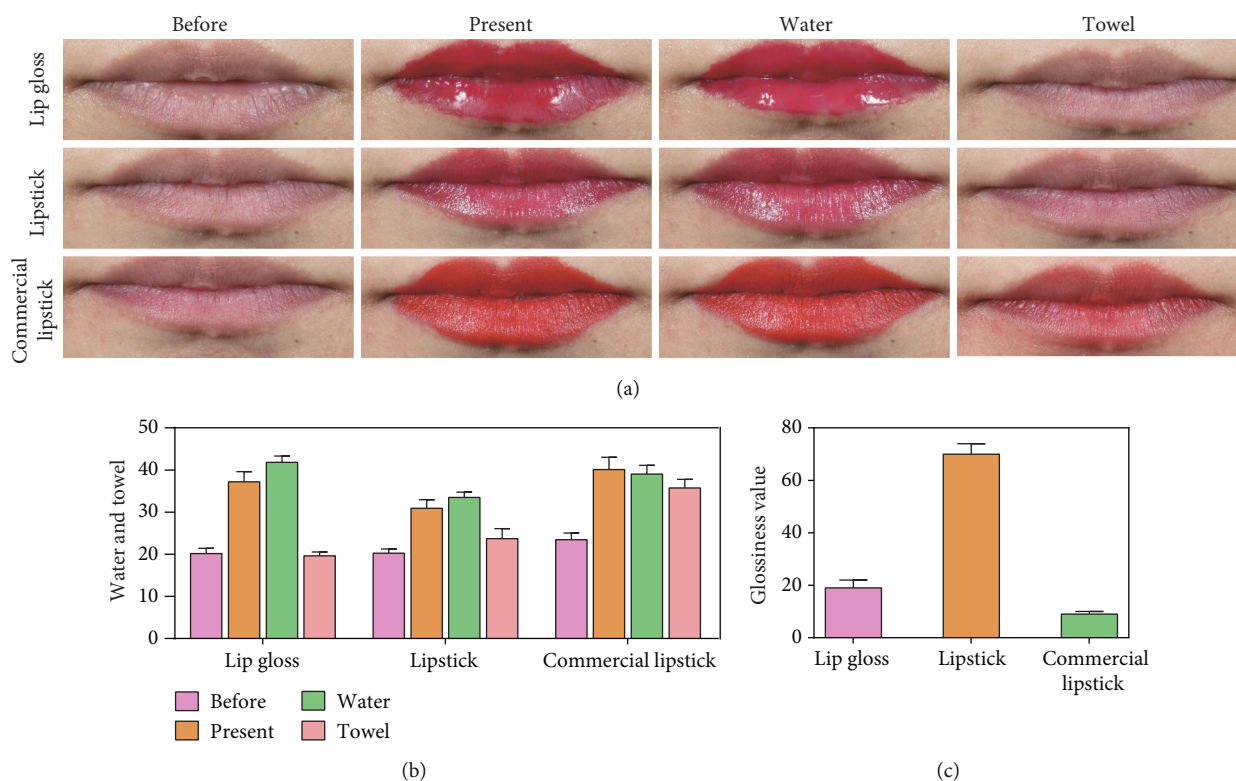 Before Present Water Towel
Lip gloss
Lipstick
Commercial
lipstick
(a)
50
40
30
20
10
0
Water and towel
Lip gloss Lipstick Commercial lipstick
Before Water
Present Towel
(b)
80
60
40
20
0
Glossiness value
Lip gloss Lipstick Commercial
lipstick
(c)